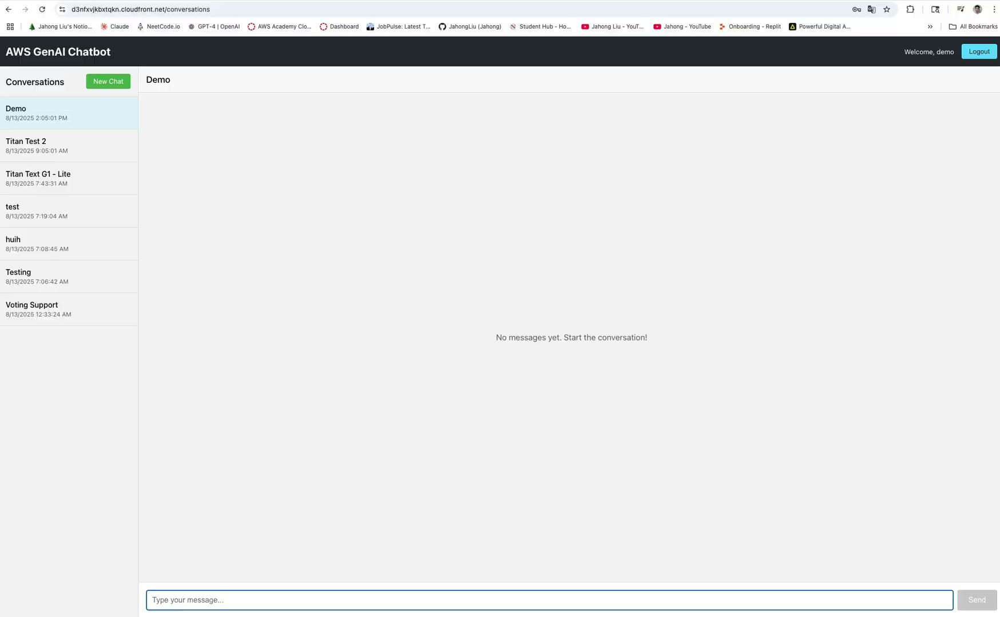 d3nfxvjkbxtqkn.cloudfront.net/conversations
Jahong Liu's Notio... Claude NeetCode.io GPT-4 | OpenAI AWS Academy Clo... Dashboard JobPulse: Latest T... JahongLiu (Jahong) Student Hub - Ho... Jahong Liu - YouT... Jahong - YouTube Onboarding - Replit Powerful Digital A... » All Bookmarks
AWS GenAI Chatbot
Welcome, demo Logout
Conversations New Chat
Demo
Demo
8/13/2025 2:05:01 PM
Titan Test 2
8/13/2025 9:05:01 AM
Titan Text G1 - Lite
8/13/2025 7:43:31 AM
test
8/13/2025 7:19:04 AM
huih
8/13/2025 7:08:45 AM
Testing
8/13/2025 7:06:42 AM
Voting Support
8/13/2025 12:33:24 AM
No messages yet. Start the conversation!
Type your message...
Send